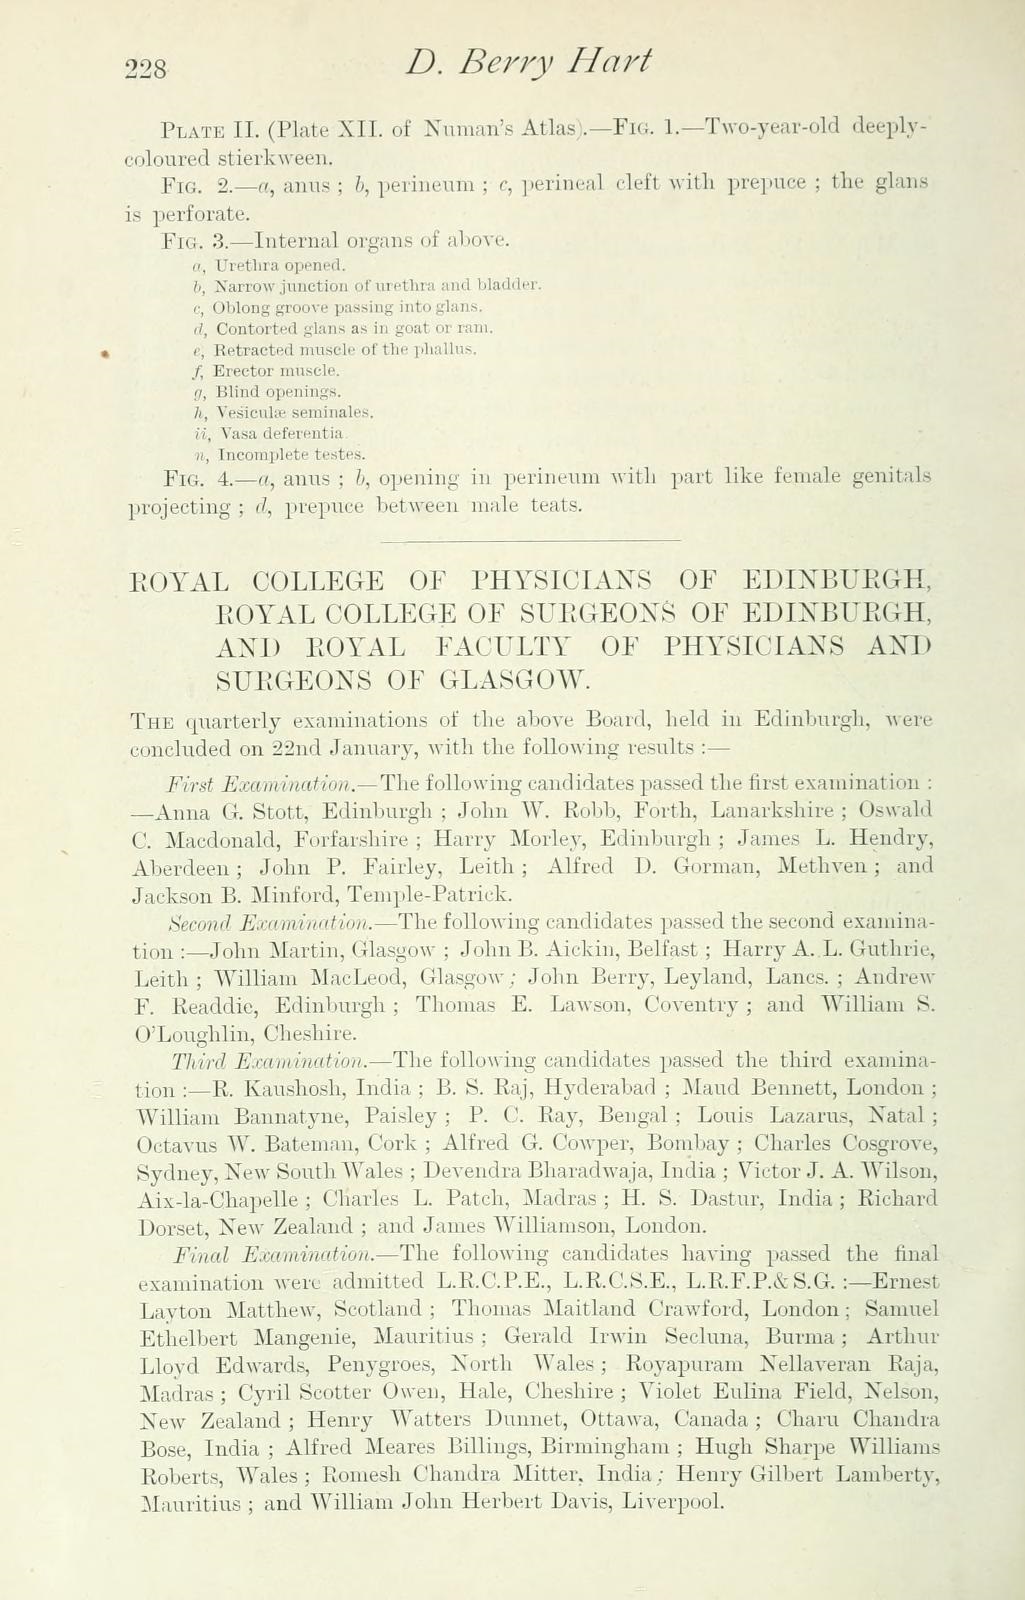 228
D. Berry Hart
PLATE II. (Plate XII. of Numan's Atlas).—FIG. 1.—Two-year-old deeply-
coloured stierkween.
FIG. 2.—a, anus ; b, perineum ; c, perineal cleft with prepuce ; the glans
is perforate.
FIG. 3.—Internal organs of above.
a, Urethra opened.
b, Narrow junction of urethra and bladder.
c, Oblong groove passing into glans.
d, Contorted glans as in goat or ram.
e, Retracted muscle of the phallus.
f, Erector muscle.
g, Blind openings.
h, Vesiculæ seminales.
ii, Vasa deferentia.
n, Incomplete testes.
FIG. 4.—a, anus ; b, opening in perineum with part like female genitals
projecting ; d, prepuce between male teats.
ROYAL COLLEGE OF PHYSICIANS OF EDINBURGH,
ROYAL COLLEGE OF SURGEONS OF EDINBURGH,
AND ROYAL FACULTY OF PHYSICIANS AND
SURGEONS OF GLASGOW.
THE quarterly examinations of the above Board, held in Edinburgh, were
concluded on 22nd January, with the following results :—
First Examination.—The following candidates passed the first examination :
—Anna G. Stott, Edinburgh ; John W. Robb, Forth, Lanarkshire ; Oswald
C. Macdonald, Forfarshire ; Harry Morley, Edinburgh ; James L. Hendry,
Aberdeen ; John P. Fairley, Leith ; Alfred D. Gorman, Methven ; and
Jackson B. Minford, Temple-Patrick.
Second Examination.—The following candidates passed the second examina-
tion :—John Martin, Glasgow ; John B. Aickin, Belfast ; Harry A. L. Guthrie,
Leith ; William MacLeod, Glasgow ; John Berry, Leyland, Lancs. ; Andrew
F. Readdie, Edinburgh ; Thomas E. Lawson, Coventry ; and William S.
O'Loughlin, Cheshire.
Third Examination.—The following candidates passed the third examina-
tion :—R. Kaushosh, India ; B. S. Raj, Hyderabad ; Maud Bennett, London ;
William Bannatyne, Paisley ; P. C. Ray, Bengal ; Louis Lazarus, Natal ;
Octavus W. Bateman, Cork ; Alfred G. Cowper, Bombay ; Charles Cosgrove,
Sydney, New South Wales ; Devendra Bharadwaja, India ; Victor J. A. Wilson,
Aix-la-Chapelle ; Charles L. Patch, Madras ; H. S. Dastur, India ; Richard
Dorset, New Zealand ; and James Williamson, London.
Final Examination.—The following candidates having passed the final
examination were admitted L.R.C.P.E., L.R.C.S.E., L.R.F.P.&S.G. :—Ernest
Layton Matthew, Scotland ; Thomas Maitland Crawford, London ; Samuel
Ethelbert Mangenie, Mauritius ; Gerald Irwin Secluna, Burma ; Arthur
Lloyd Edwards, Penygroes, North Wales ; Royapuram Nellaveran Raja,
Madras ; Cyril Scotter Owen, Hale, Cheshire ; Violet Eulina Field, Nelson,
New Zealand ; Henry Watters Dunnet, Ottawa, Canada ; Charu Chandra
Bose, India ; Alfred Meares Billings, Birmingham ; Hugh Sharpe Williams
Roberts, Wales ; Romesh Chandra Mitter, India ; Henry Gilbert Lamberty,
Mauritius ; and William John Herbert Davis, Liverpool.